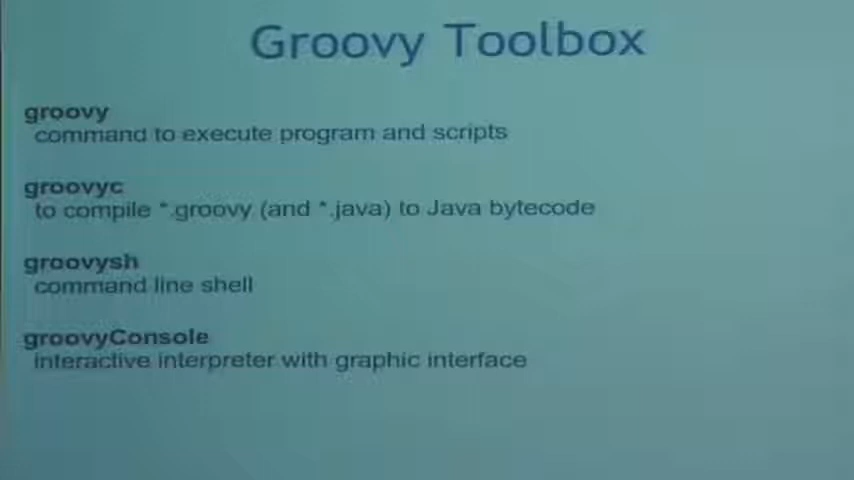 Groovy Toolbox
groovy
command to execute program and scripts
groovyc
to compile *.groovy (and *.java) to Java bytecode
groovysh
command line shell
groovyConsole
interactive interpreter with graphic interface